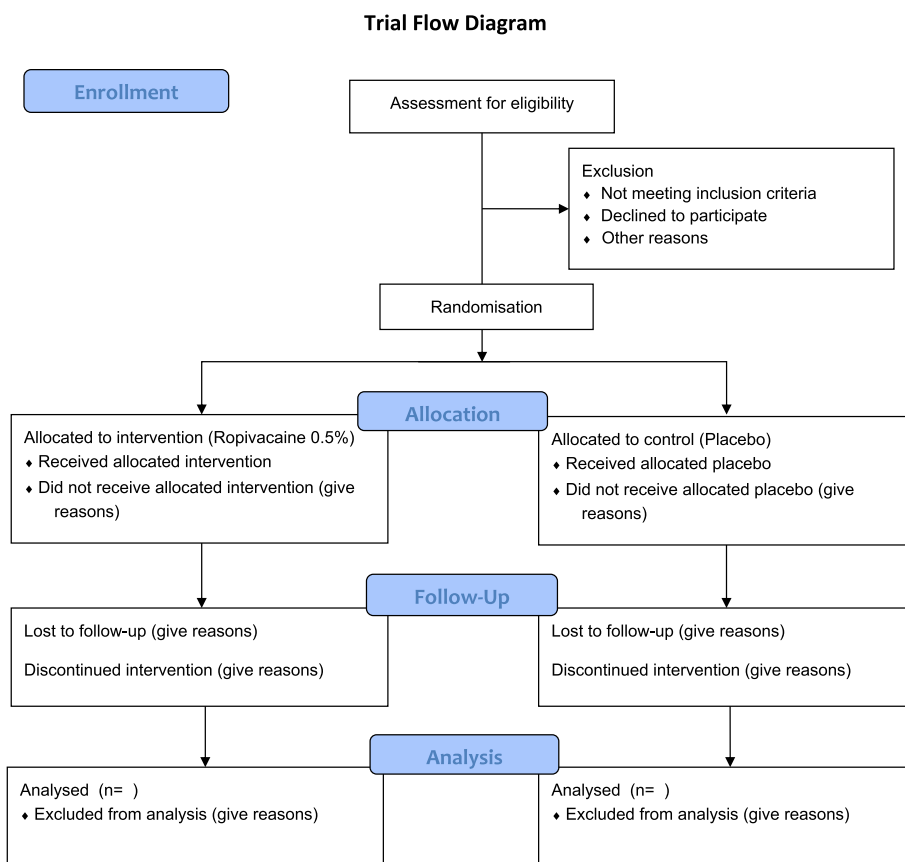 Trial Flow Diagram
Enrollment
Assessment for eligibility
Exclusion
♦ Not meeting inclusion criteria
♦ Declined to participate
♦ Other reasons
Randomisation
Allocation
Allocated to intervention (Ropivacaine 0.5%)
♦ Received allocated intervention
♦ Did not receive allocated intervention (give
reasons)
Allocated to control (Placebo)
♦ Received allocated placebo
♦ Did not receive allocated placebo (give
reasons)
Follow-Up
Lost to follow-up (give reasons)
Discontinued intervention (give reasons)
Lost to follow-up (give reasons)
Discontinued intervention (give reasons)
Analysis
Analysed (n= )
♦ Excluded from analysis (give reasons)
Analysed (n= )
♦ Excluded from analysis (give reasons)